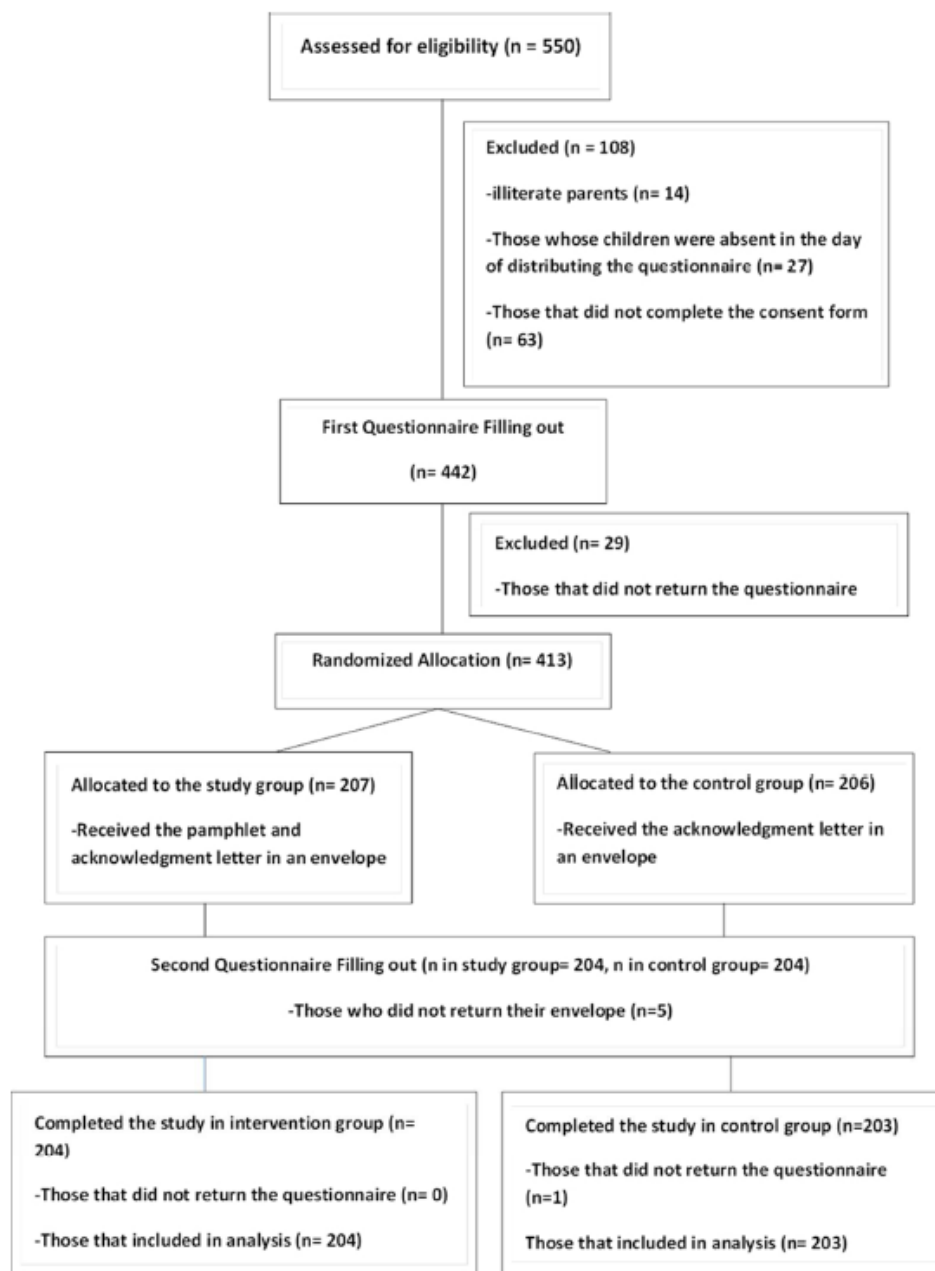 Assessed for eligibility (n = 550)
Excluded (n = 108)
-illiterate parents (n= 14)
-Those whose children were absent in the day
of distributing the questionnaire (n= 27)
-Those that did not complete the consent form
(n= 63)
First Questionnaire Filling out
(n= 442)
Excluded (n= 29)
-Those that did not return the questionnaire
Randomized Allocation (n= 413)
Allocated to the study group (n= 207)
-Received the pamphlet and
acknowledgment letter in an envelope
Allocated to the control group (n= 206)
-Received the acknowledgment letter in
an envelope
Second Questionnaire Filling out (n in study group= 204, n in control group= 204)
-Those who did not return their envelope (n=5)
Completed the study in intervention group (n=
204)
-Those that did not return the questionnaire (n= 0)
-Those that included in analysis (n= 204)
Completed the study in control group (n=203)
-Those that did not return the questionnaire
(n=1)
Those that included in analysis (n= 203)